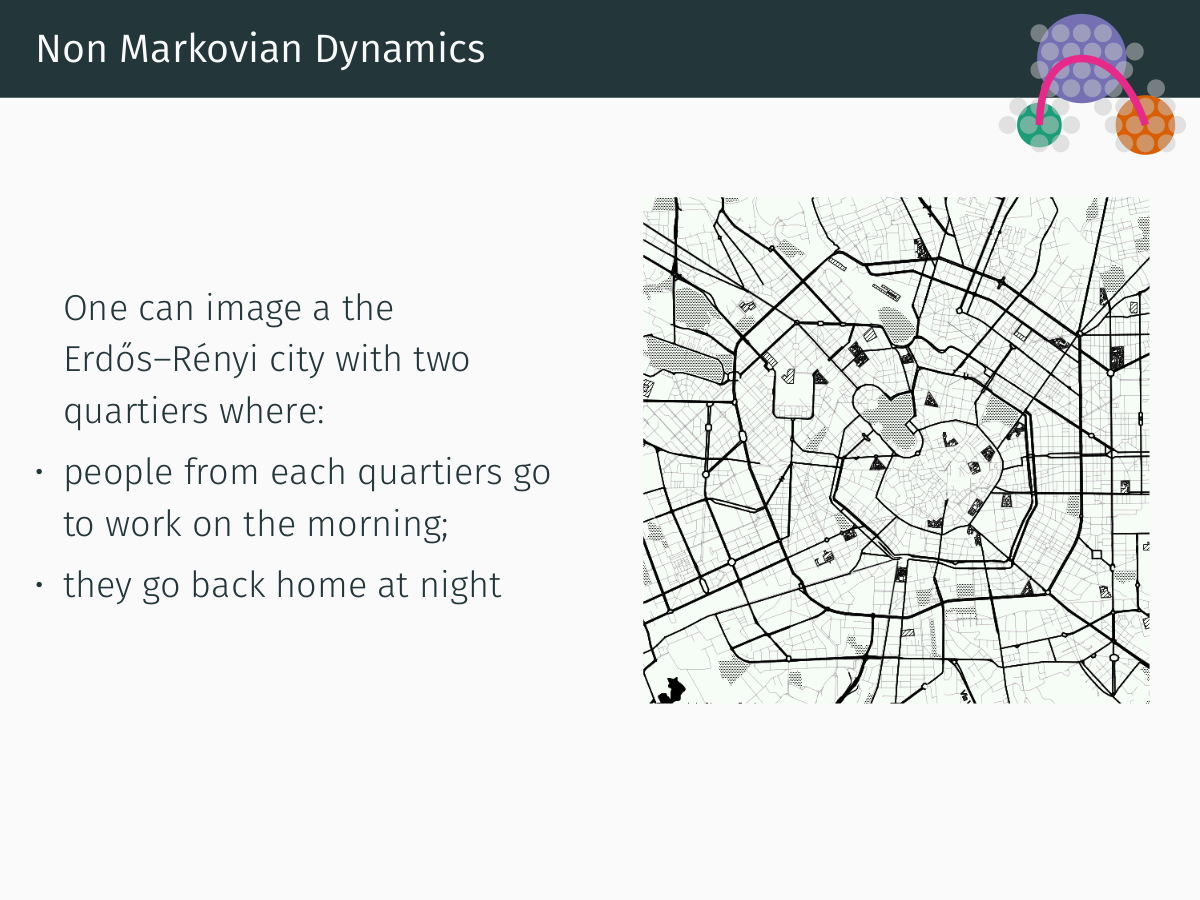 Non Markovian Dynamics
One can image a the
Erdős–Rényi city with two
quartiers where:
• people from each quartiers go
to work on the morning;
• they go back home at night